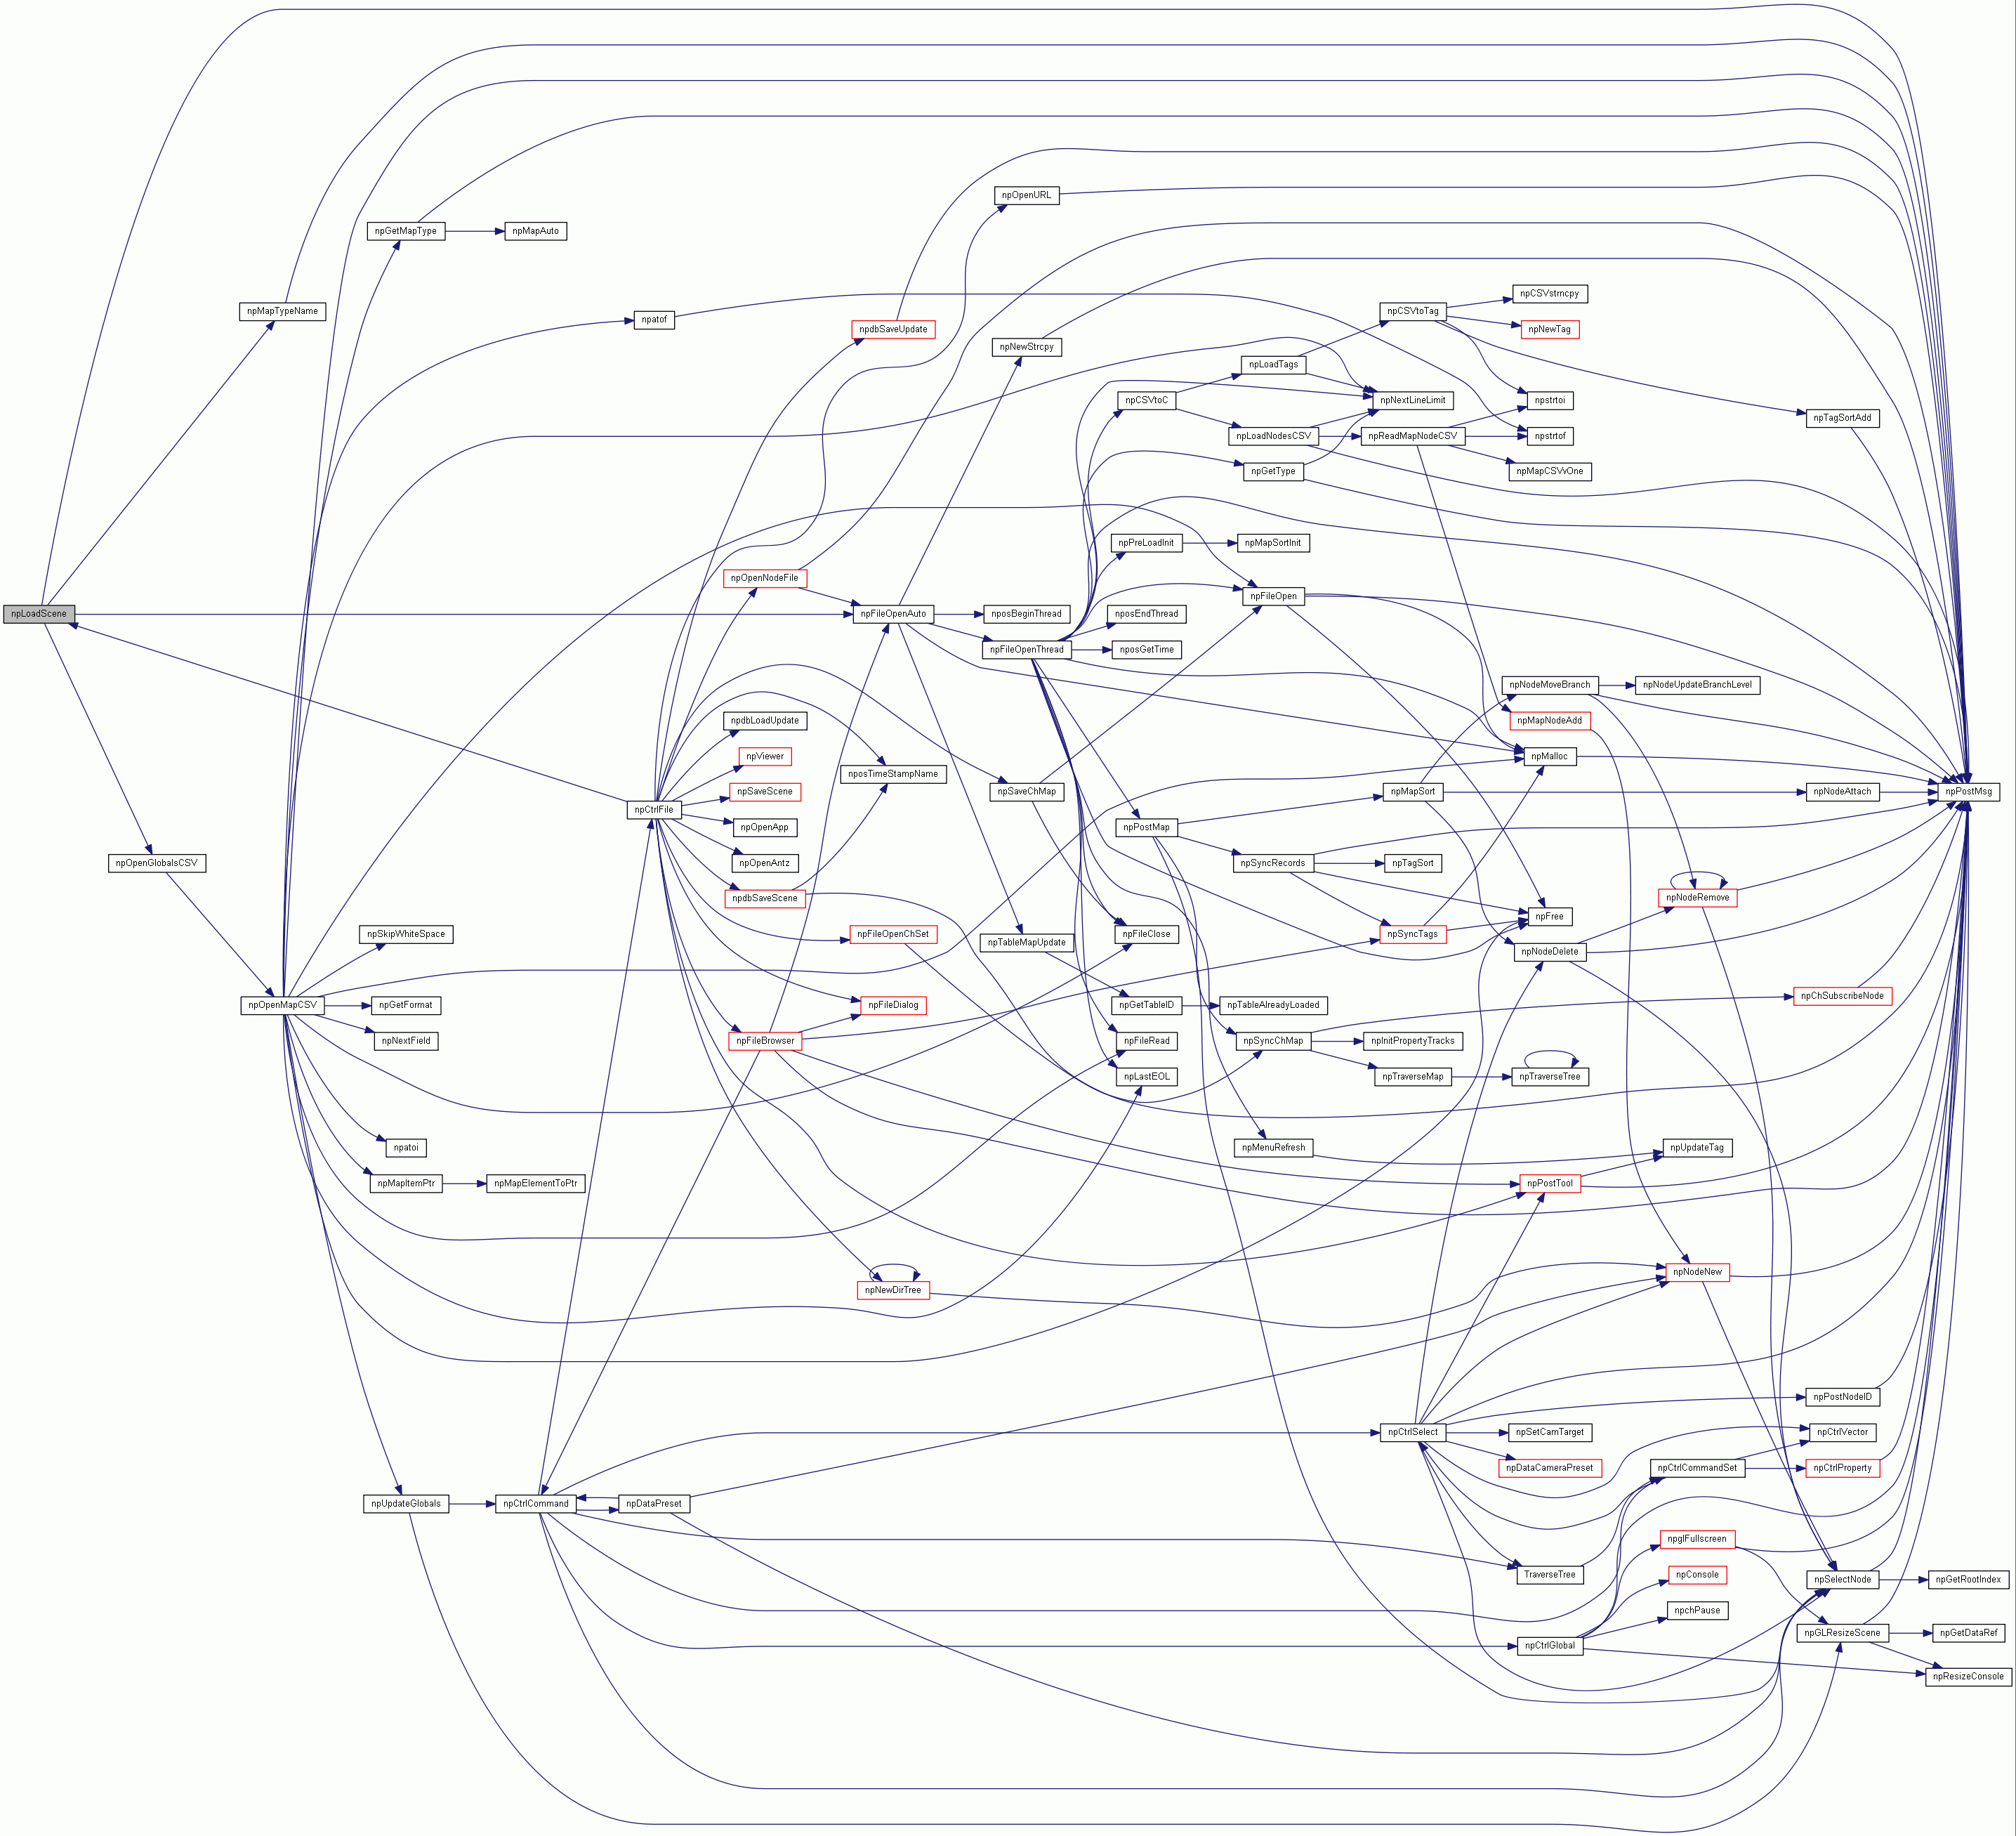 npOpenURL
npGetMapType
npMapAuto
npCSVstrncpy
npMapTypeName
npCSVtoTag
npatof
npdbSaveUpdate
npNewTag
npNewStrcpy
npLoadTags
npCSVtoC
npNextLineLimit
npstrtoi
npTagSortAdd
npLoadNodesCSV
npReadMapNodeCSV
npstrtof
npGetType
npMapCSVvOne
npPreLoadInit
npMapSortInit
npOpenNodeFile
npFileOpen
npLoadScene
npFileOpenAuto
nposBeginThread
nposEndThread
npFileOpenThread
nposGetTime
npNodeMoveBranch
npNodeUpdateBranchLevel
npdbLoadUpdate
npMapNodeAdd
npViewer
npMalloc
nposTimeStampName
npSaveScene
npSaveChMap
npMapSort
npNodeAttach
npPostMsg
npCtrlFile
npOpenApp
npPostMap
npOpenGlobalsCSV
npOpenAntz
npSyncRecords
npTagSort
npdbSaveScene
npNodeRemove
npFree
npSkipWhiteSpace
npFileOpenChSet
npFileClose
npSyncTags
npTableMapUpdate
npNodeDelete
npChSubscribeNode
npOpenMapCSV
npGetFormat
npFileDialog
npGetTableID
npTableAlreadyLoaded
npNextField
npFileBrowser
npFileRead
npSyncChMap
npInitPropertyTracks
npLastEOL
npTraverseMap
npTraverseTree
npatoi
npMenuRefresh
npUpdateTag
npMapItemPtr
npMapElementToPtr
npPostTool
npNodeNew
npNewDirTree
npPostNodeID
npCtrlSelect
npSetCamTarget
npCtrlVector
npDataCameraPreset
npCtrlCommandSet
npCtrlProperty
npUpdateGlobals
npCtrlCommand
npDataPreset
npglFullscreen
TraverseTree
npConsole
npSelectNode
npGetRootIndex
npchPause
npGLResizeScene
npGetDataRef
npCtrlGlobal
npResizeConsole